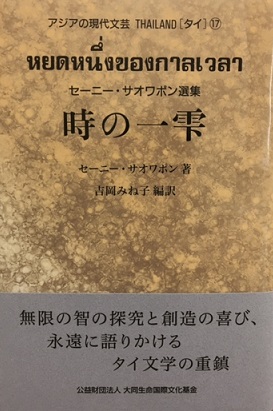 アジアの現代文芸 THAILAND［タイ］⑰
หยดหนึ่งของกาลเวลา
セーニー・サオワポン選集
時の一雫
セーニー・サオワポン 著
吉岡みね子 編訳
無限の智の探究と創造の喜び、
永遠に語りかける
タイ文学の重鎮
公益財団法人 大同生命国際文化基金